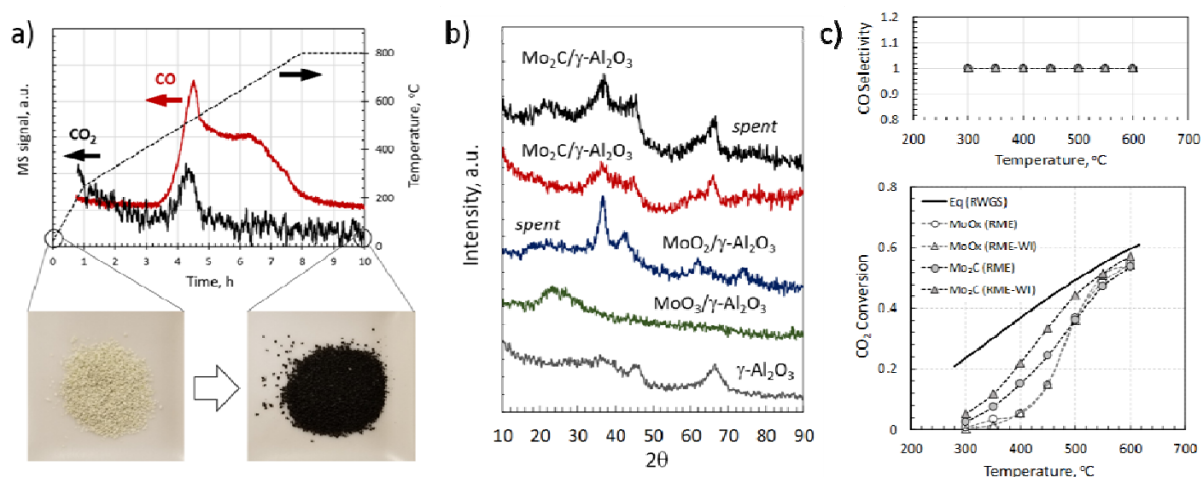 a)
CO
CO₂
MS signal, a.u.
0 1 2 3 4 5 6 7 8 9 10
Time, h
1000
800
600
400
200
0
Temperature, °C
b)
Mo₂C/γ-Al₂O₃
spent
Mo₂C/γ-Al₂O₃
spent
MoO₂/γ-Al₂O₃
MoO₃/γ-Al₂O₃
γ-Al₂O₃
Intensity, a.u.
10 20 30 40 50 60 70 80 90
2θ
c)
CO Selectivity
1.2
1.1
1
0.9
0.8
200 300 400 500 600 700
Temperature, °C
CO₂ Conversion
0.8
0.6
0.4
0.2
0
Eq (RWGS)
MoOx (RME)
MoOx (RME-WI)
Mo₂C (RME)
Mo₂C (RME-WI)
200 300 400 500 600 700
Temperature, °C